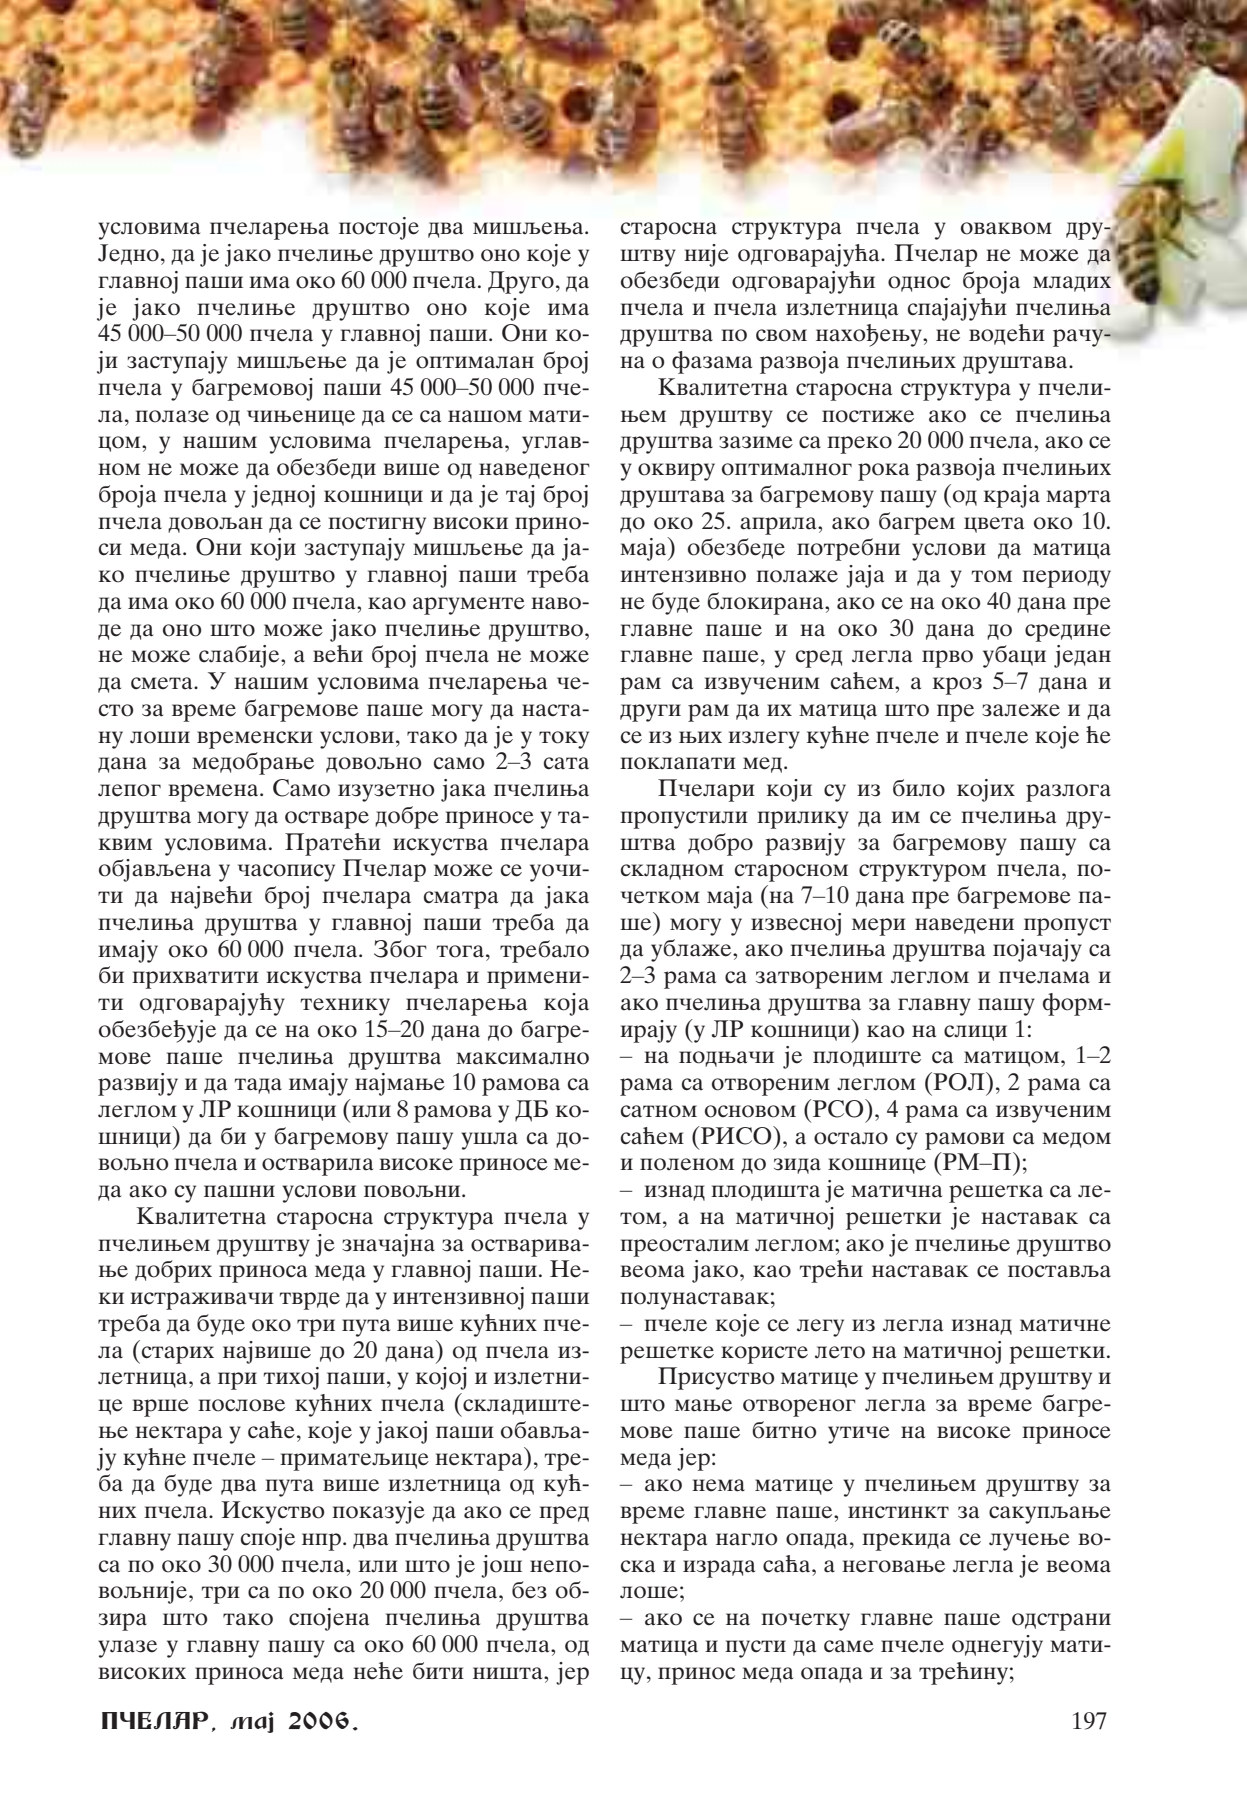 условима пчеларења постоје два мишљења.
Једно, да је јако пчелиње друштво оно које у
главној паши има око 60 000 пчела. Друго, да
је јако пчелиње друштво оно које има
45 000–50 000 пчела у главној паши. Они ко-
ји заступају мишљење да је оптималан број
пчела у багремовој паши 45 000–50 000 пче-
ла, полазе од чињенице да се са нашом мати-
цом, у нашим условима пчеларења, углав-
ном не може да обезбеди више од наведеног
броја пчела у једној кошници и да је тај број
пчела довољан да се постигну високи прино-
си меда. Они који заступају мишљење да ја-
ко пчелиње друштво у главној паши треба
да има око 60 000 пчела, као аргументе наво-
де да оно што може јако пчелиње друштво,
не може слабије, а већи број пчела не може
да смета. У нашим условима пчеларења че-
сто за време багремове паше могу да наста-
ну лоши временски услови, тако да је у току
дана за медобрање довољно само 2–3 сата
лепог времена. Само изузетно јака пчелиња
друштва могу да остваре добре приносе у та-
квим условима. Пратећи искуства пчелара
објављена у часопису Пчелар може се уочи-
ти да највећи број пчелара сматра да јака
пчелиња друштва у главној паши треба да
имају око 60 000 пчела. Због тога, требало
би прихватити искуства пчелара и примени-
ти одговарајућу технику пчеларења која
обезбеђује да се на око 15–20 дана до багре-
мове паше пчелиња друштва максимално
развију и да тада имају најмање 10 рамова са
леглом у ЛР кошници (или 8 рамова у ДБ ко-
шници) да би у багремову пашу ушла са до-
вољно пчела и остварила високе приносе ме-
да ако су пашни услови повољни.
Квалитетна старосна структура пчела у
пчелињем друштву је значајна за оствари­ва-
ње добрих приноса меда у главној паши. Не-
ки истраживачи тврде да у интензивној паши
треба да буде око три пута више кућних пче-
ла (старих највише до 20 дана) од пчела из-
летница, а при тихој паши, у којој и излетни-
це врше послове кућних пчела (складиште-
ње нектара у саће, које у јакој паши обавља-
ју кућне пчеле – приматељице нектара), тре-
ба да буде два пута више излетница од кућ-
них пчела. Искуство показује да ако се пред
главну пашу споје нпр. два пчелиња друштва
са по око 30 000 пчела, или што је још непо-
вољније, три са по око 20 000 пчела, без об-
зира што тако спојена пчелиња друштва
улазе у главну пашу са око 60 000 пчела, од
високих приноса меда неће бити ништа, јер
старосна структура пчела у оваквом дру-
штву није одговарајућа. Пчелар не може да
обезбеди одговарајући однос броја младих
пчела и пчела излетница спајајући пчелиња
друштва по свом нахођењу, не водећи рачу-
на о фазама развоја пчелињих друштава.
Квалитетна старосна структура у пчели-
њем друштву се постиже ако се пчелиња
друштва зазиме са преко 20 000 пчела, ако се
у оквиру оптималног рока развоја пчелињих
друштава за багремову пашу (од краја марта
до око 25. априла, ако багрем цвета око 10.
маја) обезбеде потребни услови да матица
интензивно полаже јаја и да у том периоду
не буде блокирана, ако се на око 40 дана пре
главне паше и на око 30 дана до средине
главне паше, у сред легла прво убаци један
рам са извученим саћем, а кроз 5–7 дана и
други рам да их матица што пре залеже и да
се из њих излегу кућне пчеле и пчеле које ће
поклапати мед.
Пчелари који су из било којих разлога
пропустили прилику да им се пчелиња дру-
штва добро развију за багремову пашу са
складном старосном структуром пчела, по-
четком маја (на 7–10 дана пре багремове па-
ше) могу у извесној мери наведени пропуст
да ублаже, ако пчелиња друштва појачају са
2–3 рама са затвореним леглом и пчелама и
ако пчелиња друштва за главну пашу форм-
ирају (у ЛР кошници) као на слици 1:
– на подњачи је плодиште са матицом, 1–2
рама са отвореним леглом (РОЛ), 2 рама са
сатном основом (РСО), 4 рама са извученим
саћем (РИСО), а остало су рамови са медом
и поленом до зида кошнице (РМ–П);
– изнад плодишта је матична решетка са ле-
том, а на матичној решетки је наставак са
преосталим леглом; ако је пчелиње друштво
веома јако, као трећи наставак се поставља
полунаставак;
– пчеле које се легу из легла изнад матичне
решетке користе лето на матичној решетки.
Присуство матице у пчелињем друштву и
што мање отвореног легла за време багре-
мове паше битно утиче на високе приносе
меда јер:
– ако нема матице у пчелињем друштву за
време главне паше, инстинкт за сакупљање
нектара нагло опада, прекида се лучење во-
ска и израда саћа, а неговање легла је веома
лоше;
– ако се на почетку главне паше одстрани
матица и пусти да саме пчеле однегују мати-
цу, принос меда опада и за трећину;
ПЧЕЛАР, мај 2006.
197